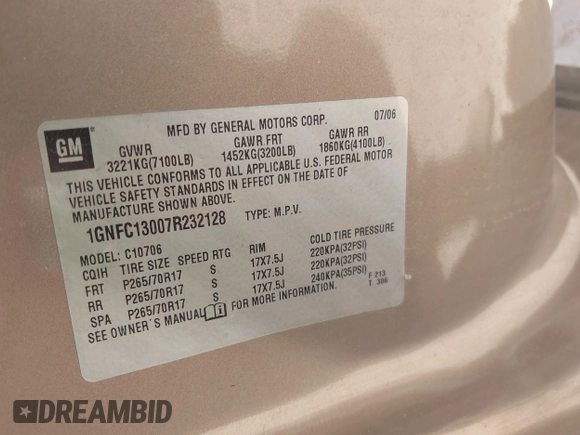 GM
MFD BY GENERAL MOTORS CORP. 07/06
GVWR GAWR FRT GAWR RR
3221KG(7100LB) 1452KG(3200LB) 1860KG(4100LB)
THIS VEHICLE CONFORMS TO ALL APPLICABLE U.S. FEDERAL MOTOR
VEHICLE SAFETY STANDARDS IN EFFECT ON THE DATE OF
MANUFACTURE SHOWN ABOVE.
1GNFC13007R232128 TYPE: M.P.V.
MODEL: C10706
CQIH TIRE SIZE SPEED RTG RIM COLD TIRE PRESSURE
FRT P265/70R17 S 17X7.5J 220KPA(32PSI)
RR P265/70R17 S 17X7.5J 220KPA(32PSI)
SPA P265/70R17 S 17X7.5J 240KPA(35PSI)
SEE OWNER'S MANUAL FOR MORE INFORMATION.
F 213
T 306
DREAMBID